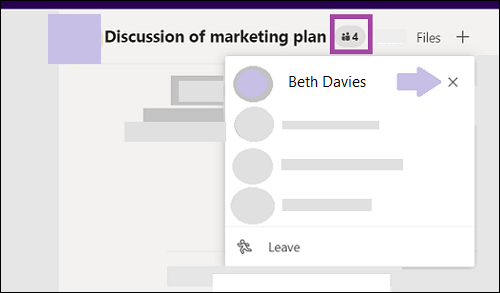 Discussion of marketing plan 4 Files +
Beth Davies
Leave